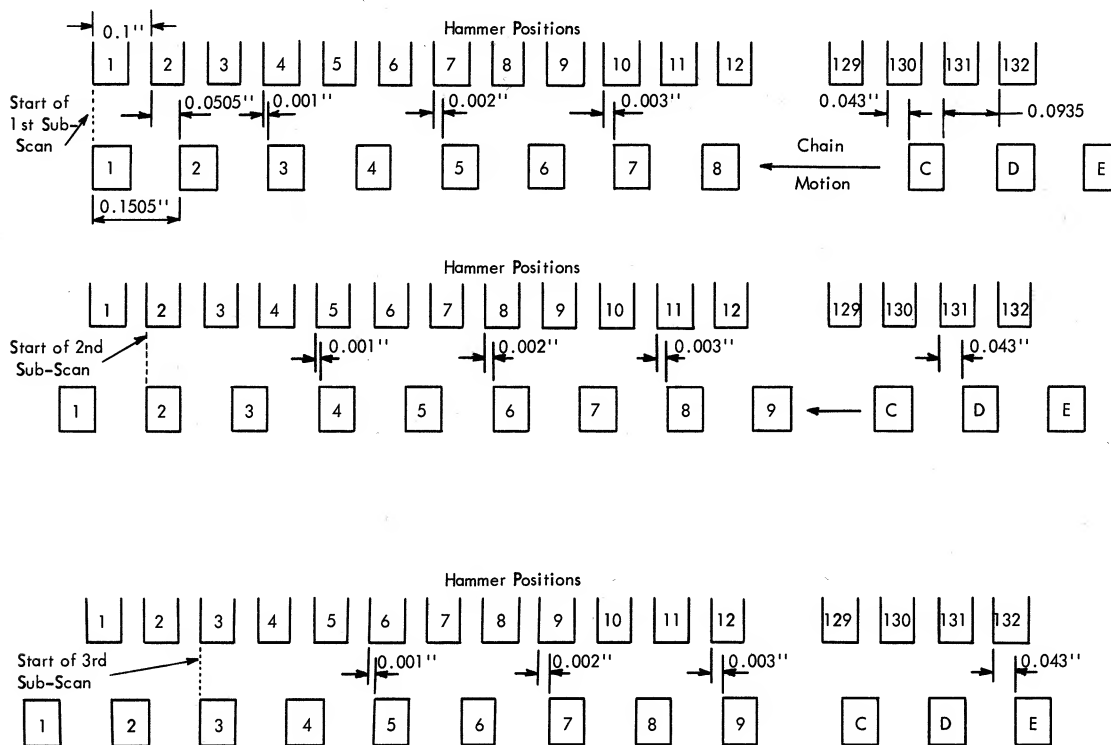 Hammer Positions
0.1''
1 2 3 4 5 6 7 8 9 10 11 12 129 130 131 132
Start of
1st Sub-
Scan
0.0505'' 0.001'' 0.002'' 0.003'' 0.043'' 0.0935
Chain
Motion
1 2 3 4 5 6 7 8 C D E
0.1505''
Hammer Positions
1 2 3 4 5 6 7 8 9 10 11 12 129 130 131 132
Start of 2nd
Sub-Scan
0.001'' 0.002'' 0.003'' 0.043''
1 2 3 4 5 6 7 8 9 C D E
Hammer Positions
1 2 3 4 5 6 7 8 9 10 11 12 129 130 131 132
Start of 3rd
Sub-Scan
0.001'' 0.002'' 0.003'' 0.043''
1 2 3 4 5 6 7 8 9 C D E